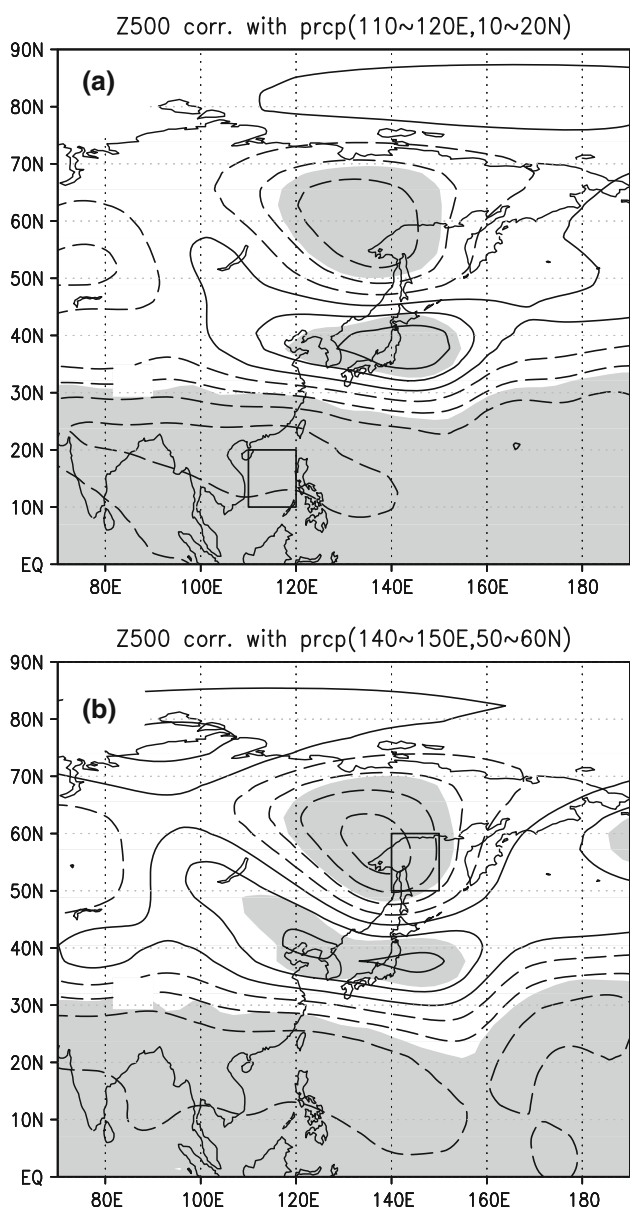 Z500 corr. with prcp(110~120E,10~20N)
(a)
90N
80N
70N
60N
50N
40N
30N
20N
10N
EQ
80E 100E 120E 140E 160E 180
Z500 corr. with prcp(140~150E,50~60N)
(b)
90N
80N
70N
60N
50N
40N
30N
20N
10N
EQ
80E 100E 120E 140E 160E 180